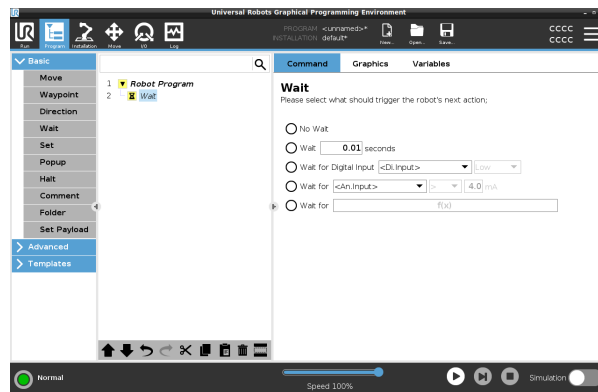 UR
Universal Robots Graphical Programming Environment
Run
Program
Installation
Move
I/O
Log
PROGRAM <unnamed>*
INSTALLATION default*
New...
Open...
Save...
CCCC
CCCC
Basic
Move
Waypoint
Direction
Wait
Set
Popup
Halt
Comment
Folder
Set Payload
Advanced
Templates
1 Robot Program
2 Wait
Command Graphics Variables
Wait
Please select what should trigger the robot's next action;
No Wait
Wait 0.01 seconds
Wait for Digital Input <Di.Input> Low
Wait for <An.Input> > 4.0 mA
Wait for f(x)
Normal
Speed 100%
Simulation